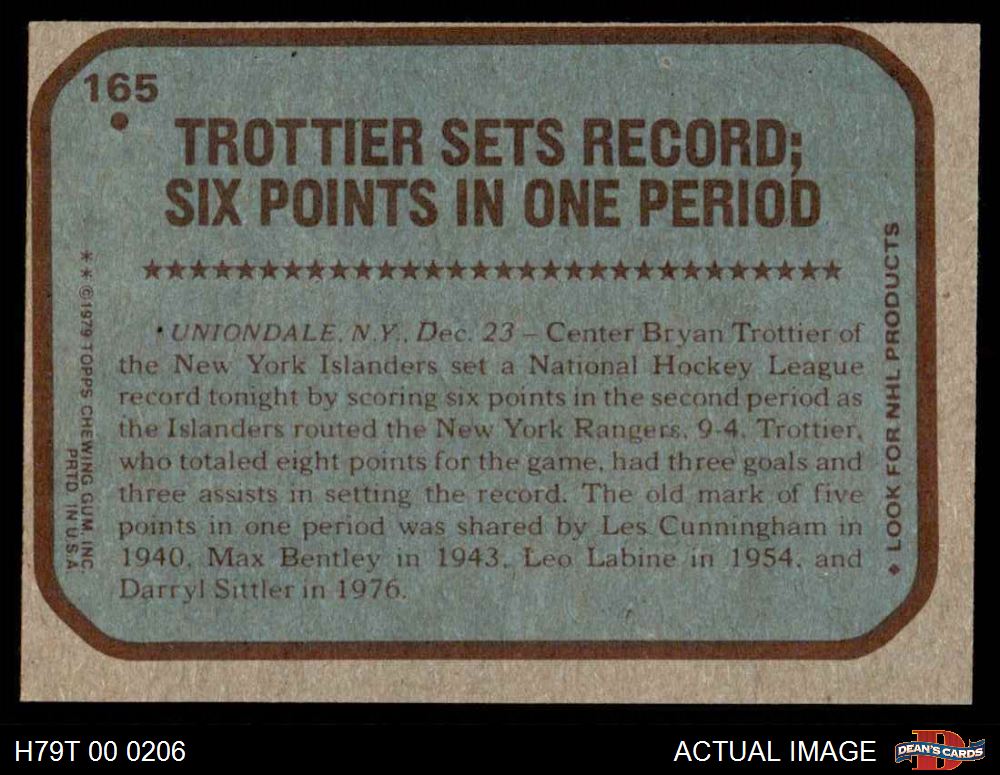 165
TROTTIER SETS RECORD;
SIX POINTS IN ONE PERIOD
★★★★★★★★★★★★★★★★★★★★★★★★★★★★★★
UNIONDALE, N.Y., Dec. 23 – Center Bryan Trottier of
the New York Islanders set a National Hockey League
record tonight by scoring six points in the second period as
the Islanders routed the New York Rangers, 9-4. Trottier,
who totaled eight points for the game, had three goals and
three assists in setting the record. The old mark of five
points in one period was shared by Les Cunningham in
1940, Max Bentley in 1943, Leo Labine in 1954, and
Darryl Sittler in 1976.
**©1979 TOPPS CHEWING GUM, INC.
PRTD. IN U.S.A.
♦ LOOK FOR NHL PRODUCTS
H79T 00 0206
ACTUAL IMAGE
DEAN'S CARDS